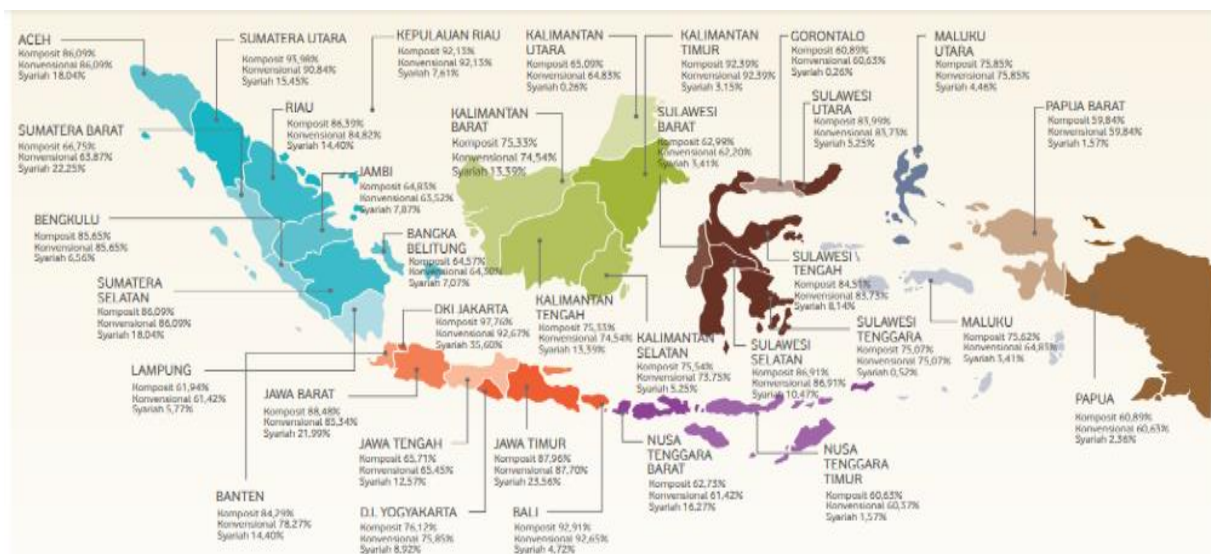 ACEH
Komposit 86,09%
Konvensional 86,09%
Syariah 18,04%
SUMATERA UTARA
Komposit 93,98%
Konvensional 90,84%
Syariah 15,45%
KEPULAUAN RIAU
Komposit 92,13%
Konvensional 92,13%
Syariah 7,61%
KALIMANTAN
UTARA
Komposit 65,09%
Konvensional 64,83%
Syariah 0,26%
KALIMANTAN
TIMUR
Komposit 92,39%
Konvensional 92,39%
Syariah 3,15%
GORONTALO
Komposit 60,89%
Konvensional 60,63%
Syariah 0,26%
MALUKU
UTARA
Komposit 75,85%
Konvensional 75,85%
Syariah 4,46%
SUMATERA BARAT
Komposit 66,75%
Konvensional 63,87%
Syariah 22,25%
RIAU
Komposit 86,39%
Konvensional 84,82%
Syariah 14,40%
KALIMANTAN
BARAT
Komposit 75,33%
Konvensional 74,54%
Syariah 13,39%
SULAWESI
BARAT
Komposit 62,99%
Konvensional 62,20%
Syariah 3,41%
SULAWESI
UTARA
Komposit 83,99%
Konvensional 83,73%
Syariah 5,25%
PAPUA BARAT
Komposit 59,84%
Konvensional 59,84%
Syariah 1,57%
JAMBI
Komposit 64,83%
Konvensional 63,52%
Syariah 7,87%
BENGKULU
Komposit 85,65%
Konvensional 85,65%
Syariah 6,56%
BANGKA
BELITUNG
Komposit 64,57%
Konvensional 64,30%
Syariah 7,07%
SULAWESI
TENGAH
Komposit 84,51%
Konvensional 83,73%
Syariah 8,14%
SUMATERA
SELATAN
Komposit 86,09%
Konvensional 86,09%
Syariah 18,04%
DKI JAKARTA
Komposit 97,76%
Konvensional 92,67%
Syariah 35,60%
KALIMANTAN
TENGAH
Komposit 75,33%
Konvensional 74,54%
Syariah 13,39%
KALIMANTAN
SELATAN
Komposit 75,54%
Konvensional 73,75%
Syariah 5,25%
SULAWESI
SELATAN
Komposit 86,91%
Konvensional 86,91%
Syariah 10,47%
SULAWESI
TENGGARA
Komposit 75,07%
Konvensional 75,07%
Syariah 0,52%
MALUKU
Komposit 75,62%
Konvensional 64,83%
Syariah 3,41%
LAMPUNG
Komposit 61,94%
Konvensional 61,42%
Syariah 5,77%
JAWA BARAT
Komposit 88,48%
Konvensional 85,34%
Syariah 21,99%
PAPUA
Komposit 60,89%
Konvensional 60,63%
Syariah 2,36%
JAWA TENGAH
Komposit 65,71%
Konvensional 65,45%
Syariah 12,57%
JAWA TIMUR
Komposit 87,96%
Konvensional 87,70%
Syariah 23,56%
NUSA
TENGGARA
BARAT
Komposit 62,73%
Konvensional 61,42%
Syariah 16,27%
NUSA
TENGGARA
TIMUR
Komposit 60,63%
Konvensional 60,37%
Syariah 1,57%
BANTEN
Komposit 84,29%
Konvensional 78,27%
Syariah 14,40%
D.I. YOGYAKARTA
Komposit 76,12%
Konvensional 75,85%
Syariah 8,92%
BALI
Komposit 92,91%
Konvensional 92,65%
Syariah 4,72%